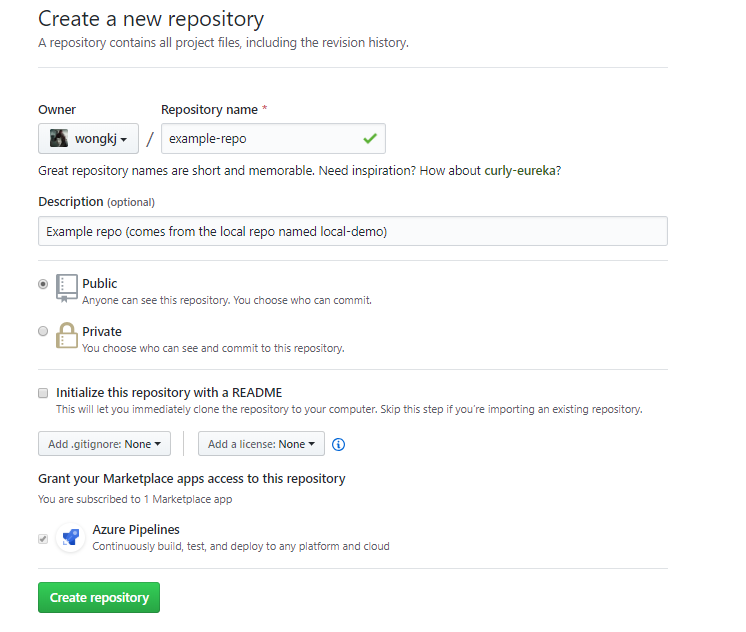 Create a new repository
A repository contains all project files, including the revision history.
Owner Repository name *
wongkj / example-repo
Great repository names are short and memorable. Need inspiration? How about curly-eureka?
Description (optional)
Example repo (comes from the local repo named local-demo)
Public
Anyone can see this repository. You choose who can commit.
Private
You choose who can see and commit to this repository.
Initialize this repository with a README
This will let you immediately clone the repository to your computer. Skip this step if you're importing an existing repository.
Add .gitignore: None Add a license: None
Grant your Marketplace apps access to this repository
You are subscribed to 1 Marketplace app
Azure Pipelines
Continuously build, test, and deploy to any platform and cloud
Create repository